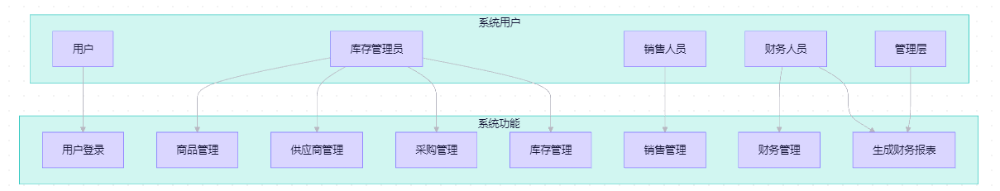 系统用户
用户
库存管理员
销售人员
财务人员
管理层
系统功能
用户登录
商品管理
供应商管理
采购管理
库存管理
销售管理
财务管理
生成财务报表